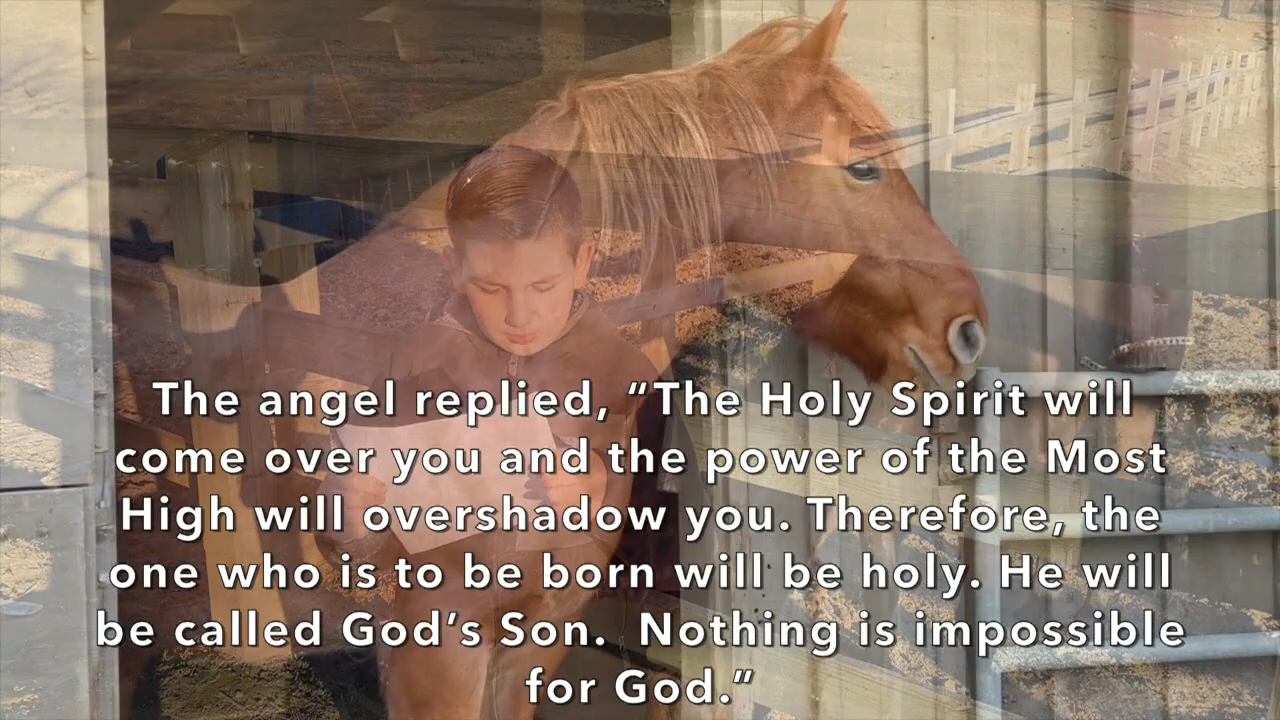 The angel replied, “The Holy Spirit will
come over you and the power of the Most
High will overshadow you. Therefore, the
one who is to be born will be holy. He will
be called God’s Son.  Nothing is impossible
for God.”